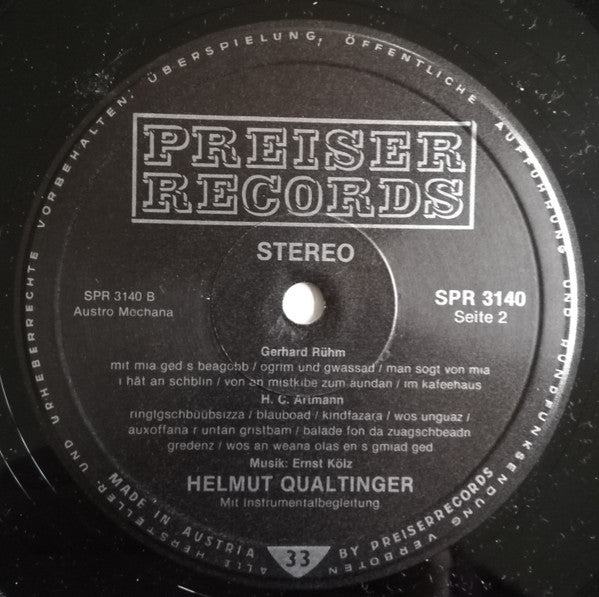 ALLE HERSTELLER- UND URHEBERRECHTE VORBEHALTEN; ÜBERSPIELUNG, ÖFFENTLICHE AUFFÜHRUNG UND RUNDFUNKSENDUNG VERBOTEN
PREISER
RECORDS
STEREO
SPR 3140 B
Austro Mechana
SPR 3140
Seite 2
Gerhard Rühm
mit mia ged s beagobb / ogrim und gwassad / man sogt von mia
i hät an schblin / von an mistkibe zum aundan / im kafeehaus
H. C. Artmann
ringlgschbüübsizza / blauboad / kindfazara / wos unguaz /
auxoffana r untan gristbam / balade fon da zuagschbeadn
gredenz / wos an weana olas en s gmiad ged
Musik: Ernst Kölz
HELMUT QUALTINGER
Mit Instrumentalbegleitung
MADE IN AUSTRIA
33
BY PREISERRECORDS